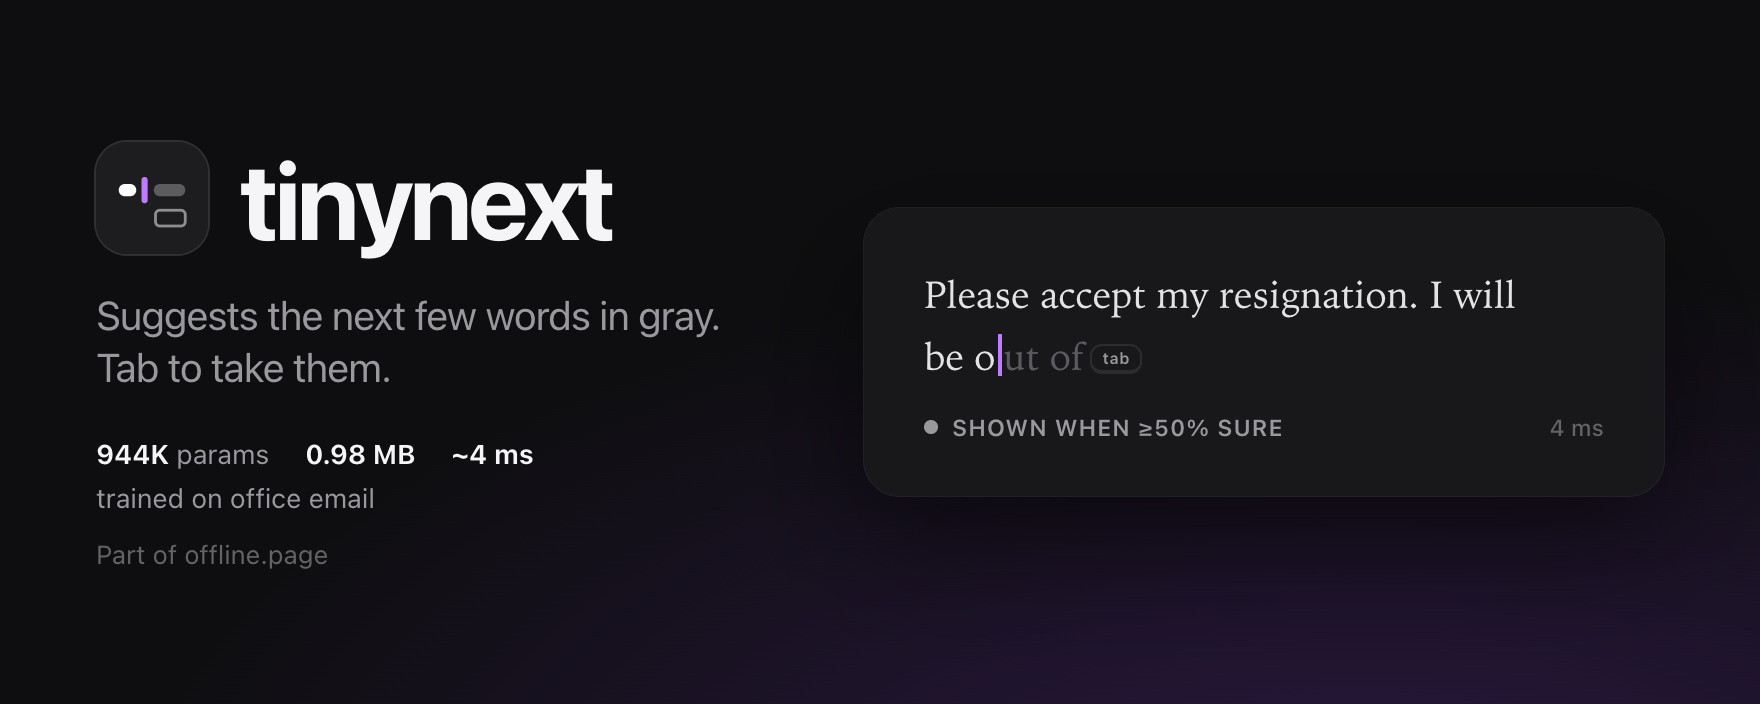 tinynext
Suggests the next few words in gray.
Tab to take them.
944K params 0.98 MB ~4 ms
trained on office email
Part of offline.page
Please accept my resignation. I will
be out of tab
SHOWN WHEN ≥50% SURE 4 ms